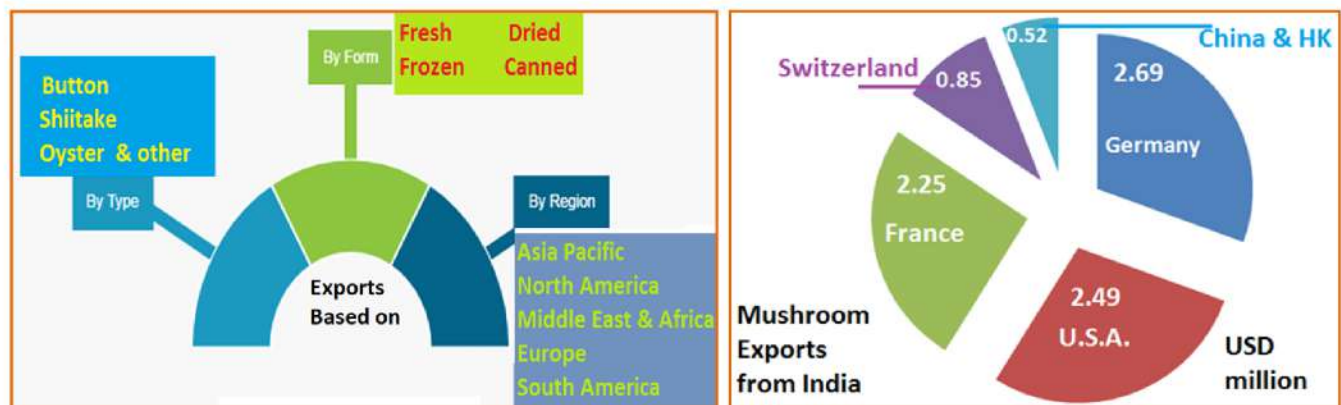 Fresh Dried
Frozen Canned
By Form
Button
Shiitake
Oyster & other
By Type
By Region
Exports
Based on
Asia Pacific
North America
Middle East & Africa
Europe
South America
0.52
China & HK
Switzerland
0.85
2.69
Germany
2.25
France
2.49
U.S.A.
Mushroom
Exports
from India
USD
million